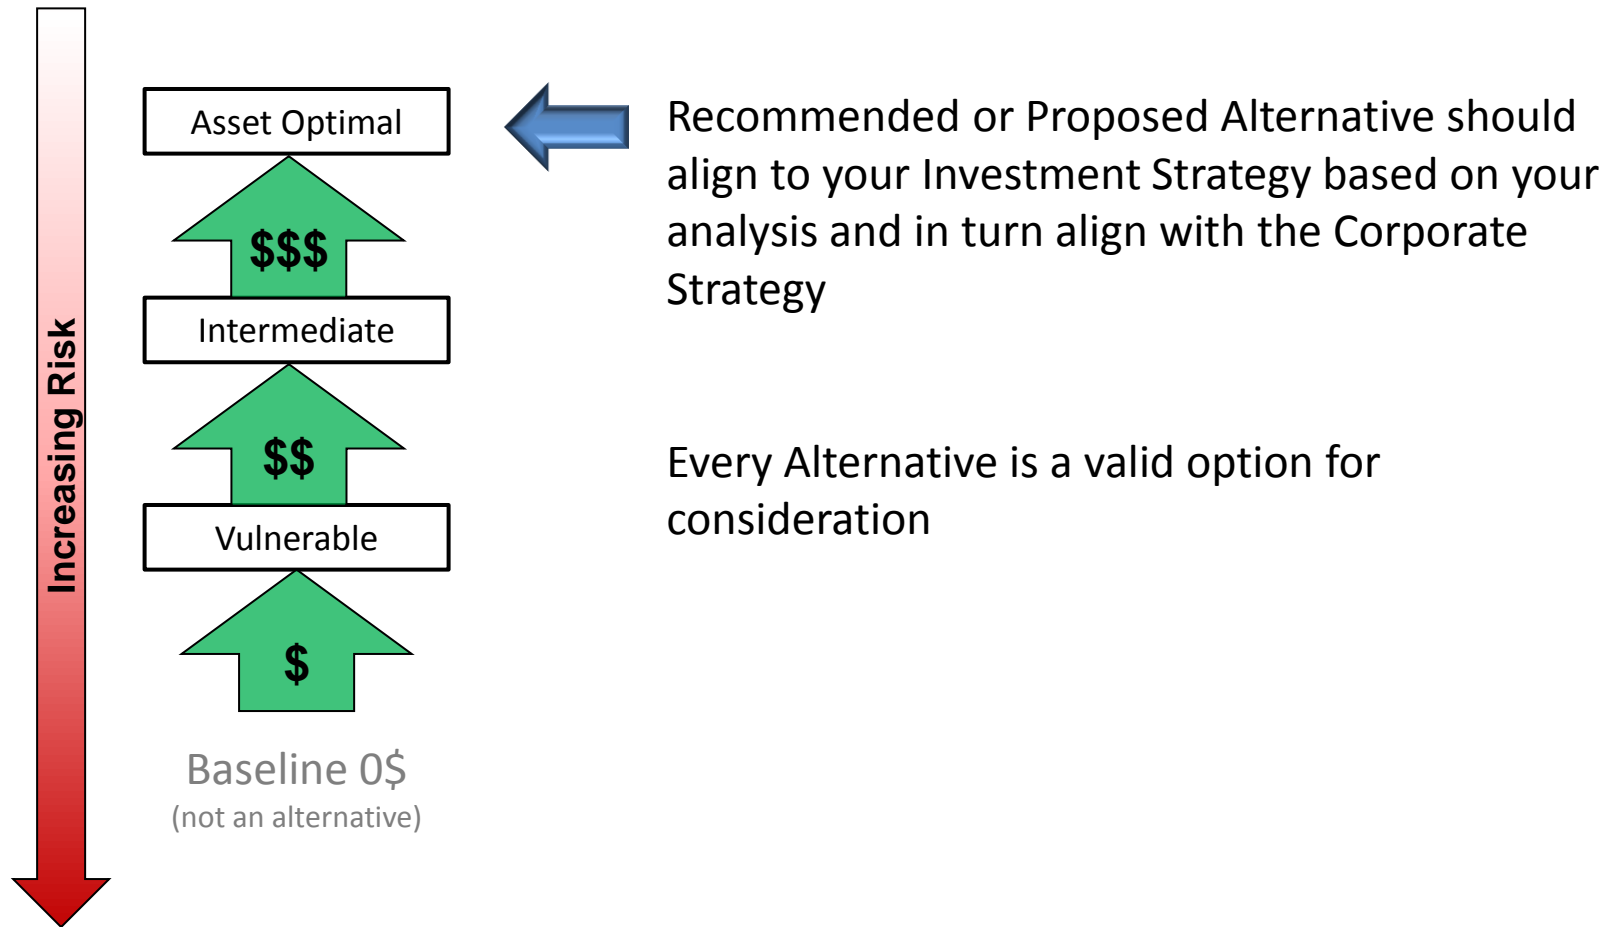 Increasing Risk
Asset Optimal
$$$
Intermediate
$$
Vulnerable
$
Baseline 0$
(not an alternative)
Recommended or Proposed Alternative should
align to your Investment Strategy based on your
analysis and in turn align with the Corporate
Strategy
Every Alternative is a valid option for
consideration